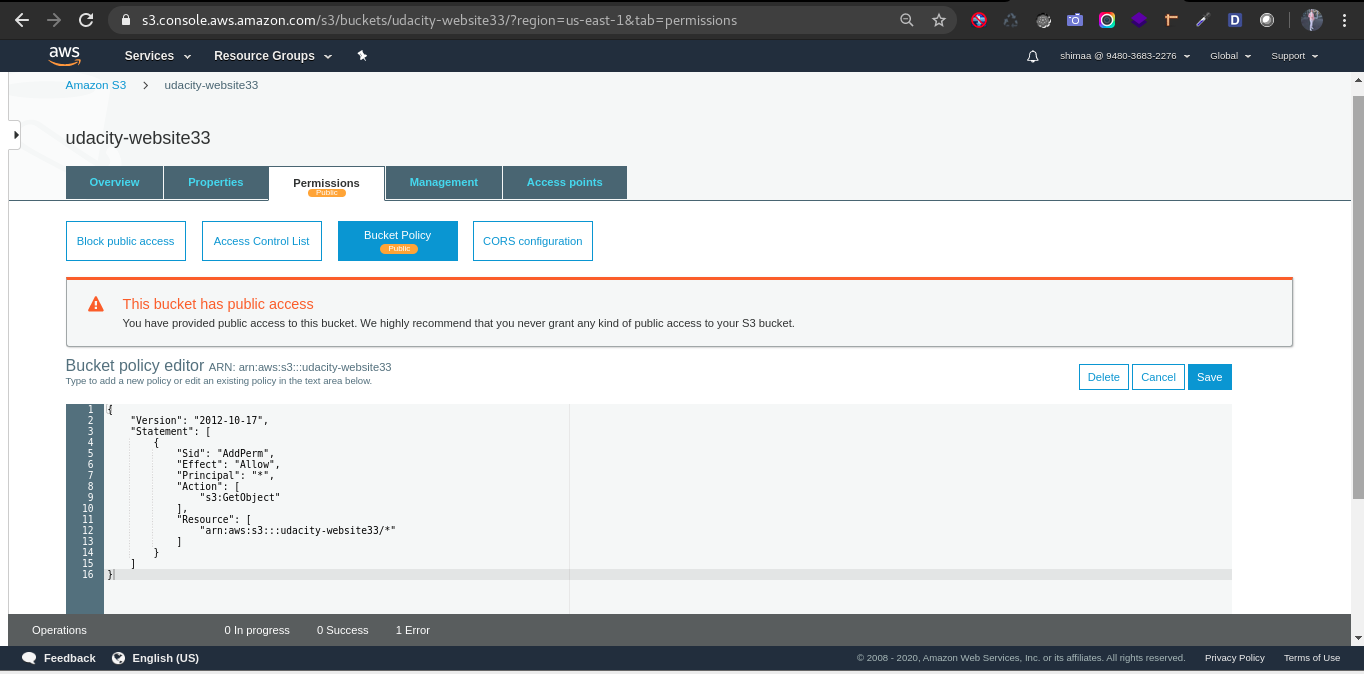 s3.console.aws.amazon.com/s3/buckets/udacity-website33/?region=us-east-1&tab=permissions
aws Services Resource Groups shimaa @ 9480-3683-2276 Global Support
Amazon S3 > udacity-website33
udacity-website33
Overview Properties Permissions Management Access points
Public
Block public access Access Control List Bucket Policy CORS configuration
Public
This bucket has public access
You have provided public access to this bucket. We highly recommend that you never grant any kind of public access to your S3 bucket.
Bucket policy editor ARN: arn:aws:s3:::udacity-website33
Type to add a new policy or edit an existing policy in the text area below.
Delete Cancel Save
1 {
2 "Version": "2012-10-17",
3 "Statement": [
4 {
5 "Sid": "AddPerm",
6 "Effect": "Allow",
7 "Principal": "*",
8 "Action": [
9 "s3:GetObject"
10 ],
11 "Resource": [
12 "arn:aws:s3:::udacity-website33/*"
13 ]
14 }
15 ]
16 }
Operations 0 In progress 0 Success 1 Error
Feedback English (US) © 2008 - 2020, Amazon Web Services, Inc. or its affiliates. All rights reserved. Privacy Policy Terms of Use